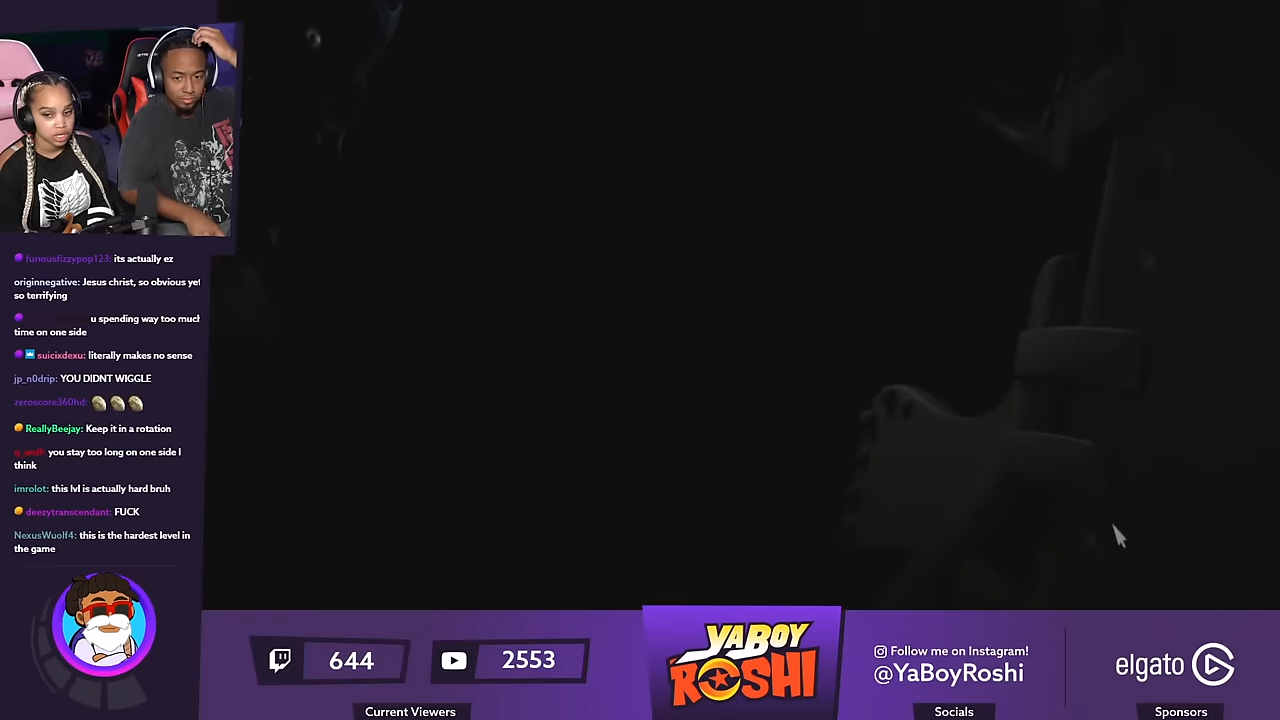 furiousfizzypop123: its actually ez
originnegative: Jesus christ, so obvious yet
so terrifying
u spending way too much
time on one side
suicixdexu: literally makes no sense
jp_n0drip: YOU DIDNT WIGGLE
zeroscore360hd:
ReallyBeejay: Keep it in a rotation
you stay too long on one side I
think
imrolot: this lvl is actually hard bruh
deezytranscendant: FUCK
NexusWuolf4: this is the hardest level in
the game
644
2553
Current Viewers
YABOY
ROSHI
Follow me on Instagram!
@YaBoyRoshi
Socials
elgato
Sponsors